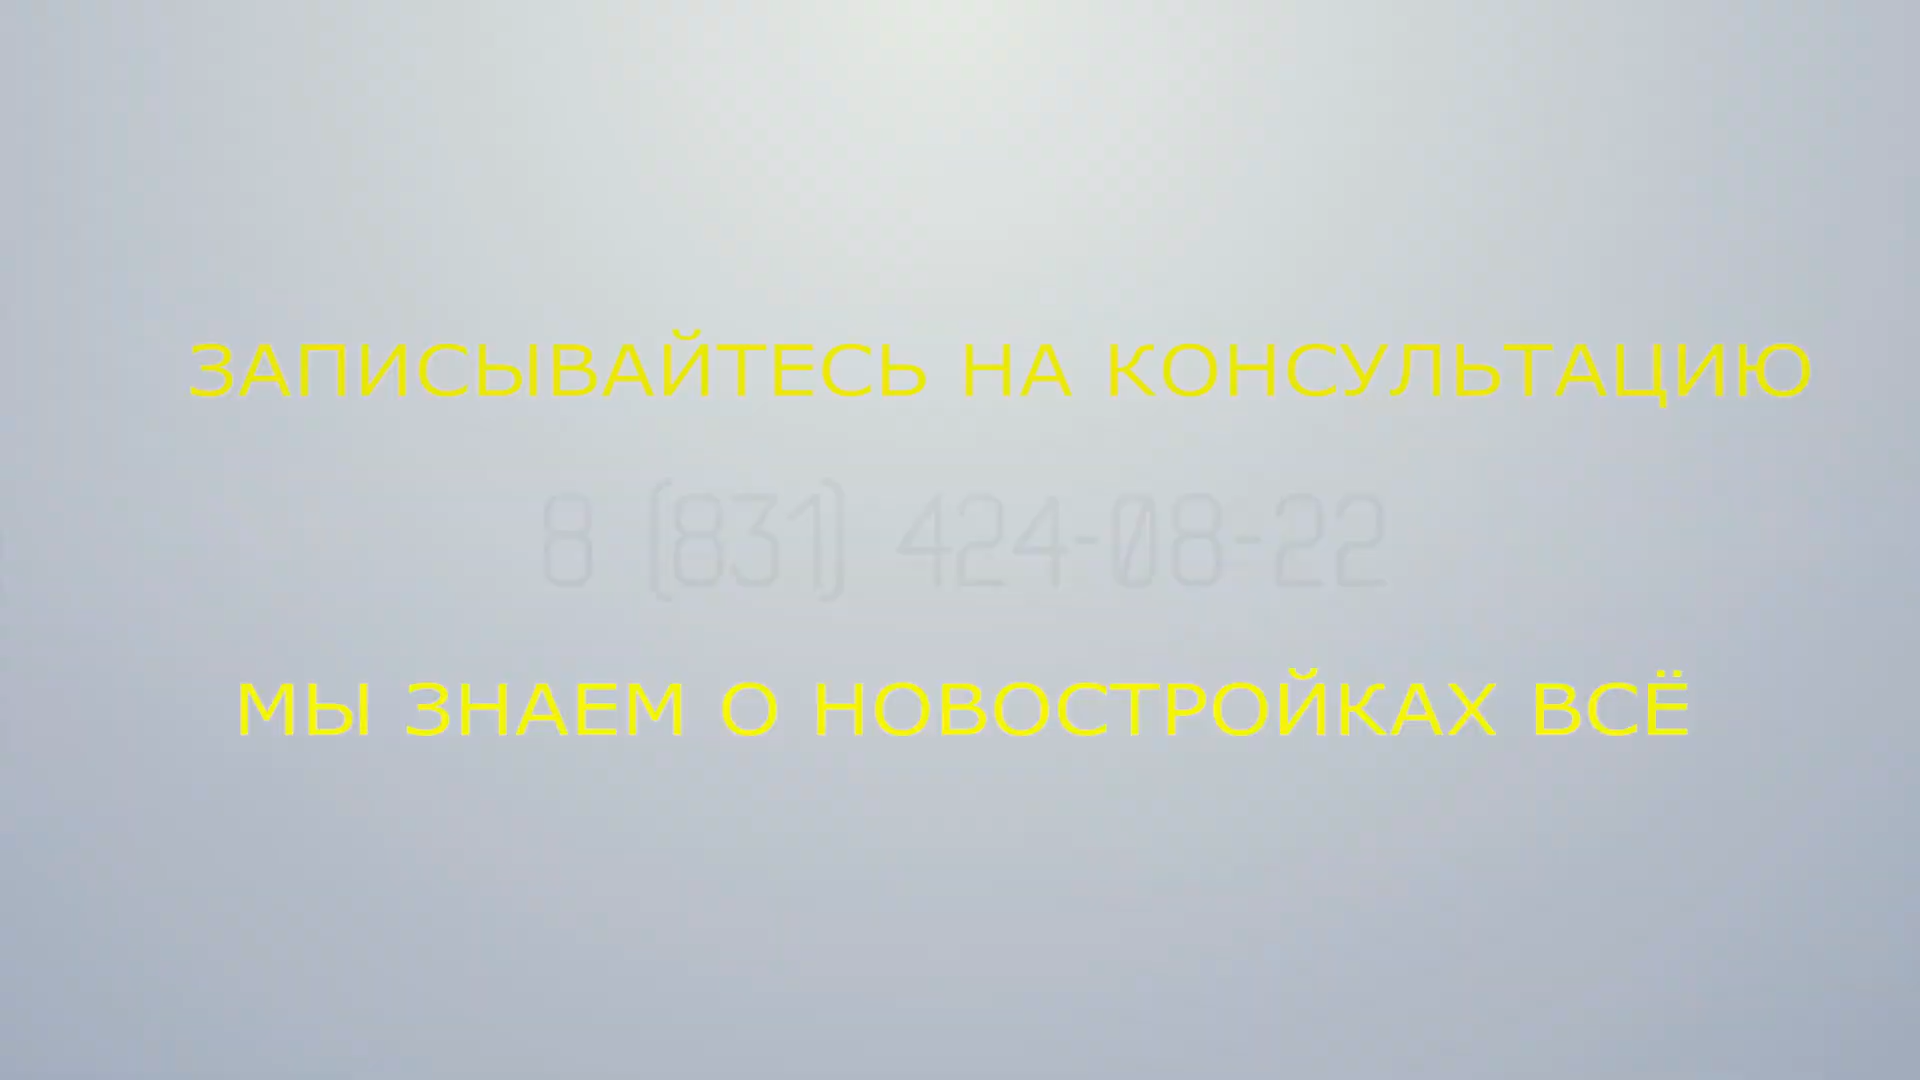 ЗАПИСЫВАЙТЕСЬ НА КОНСУЛЬТАЦИЮ
8 (831) 424-08-22
МЫ ЗНАЕМ О НОВОСТРОЙКАХ ВСЁ